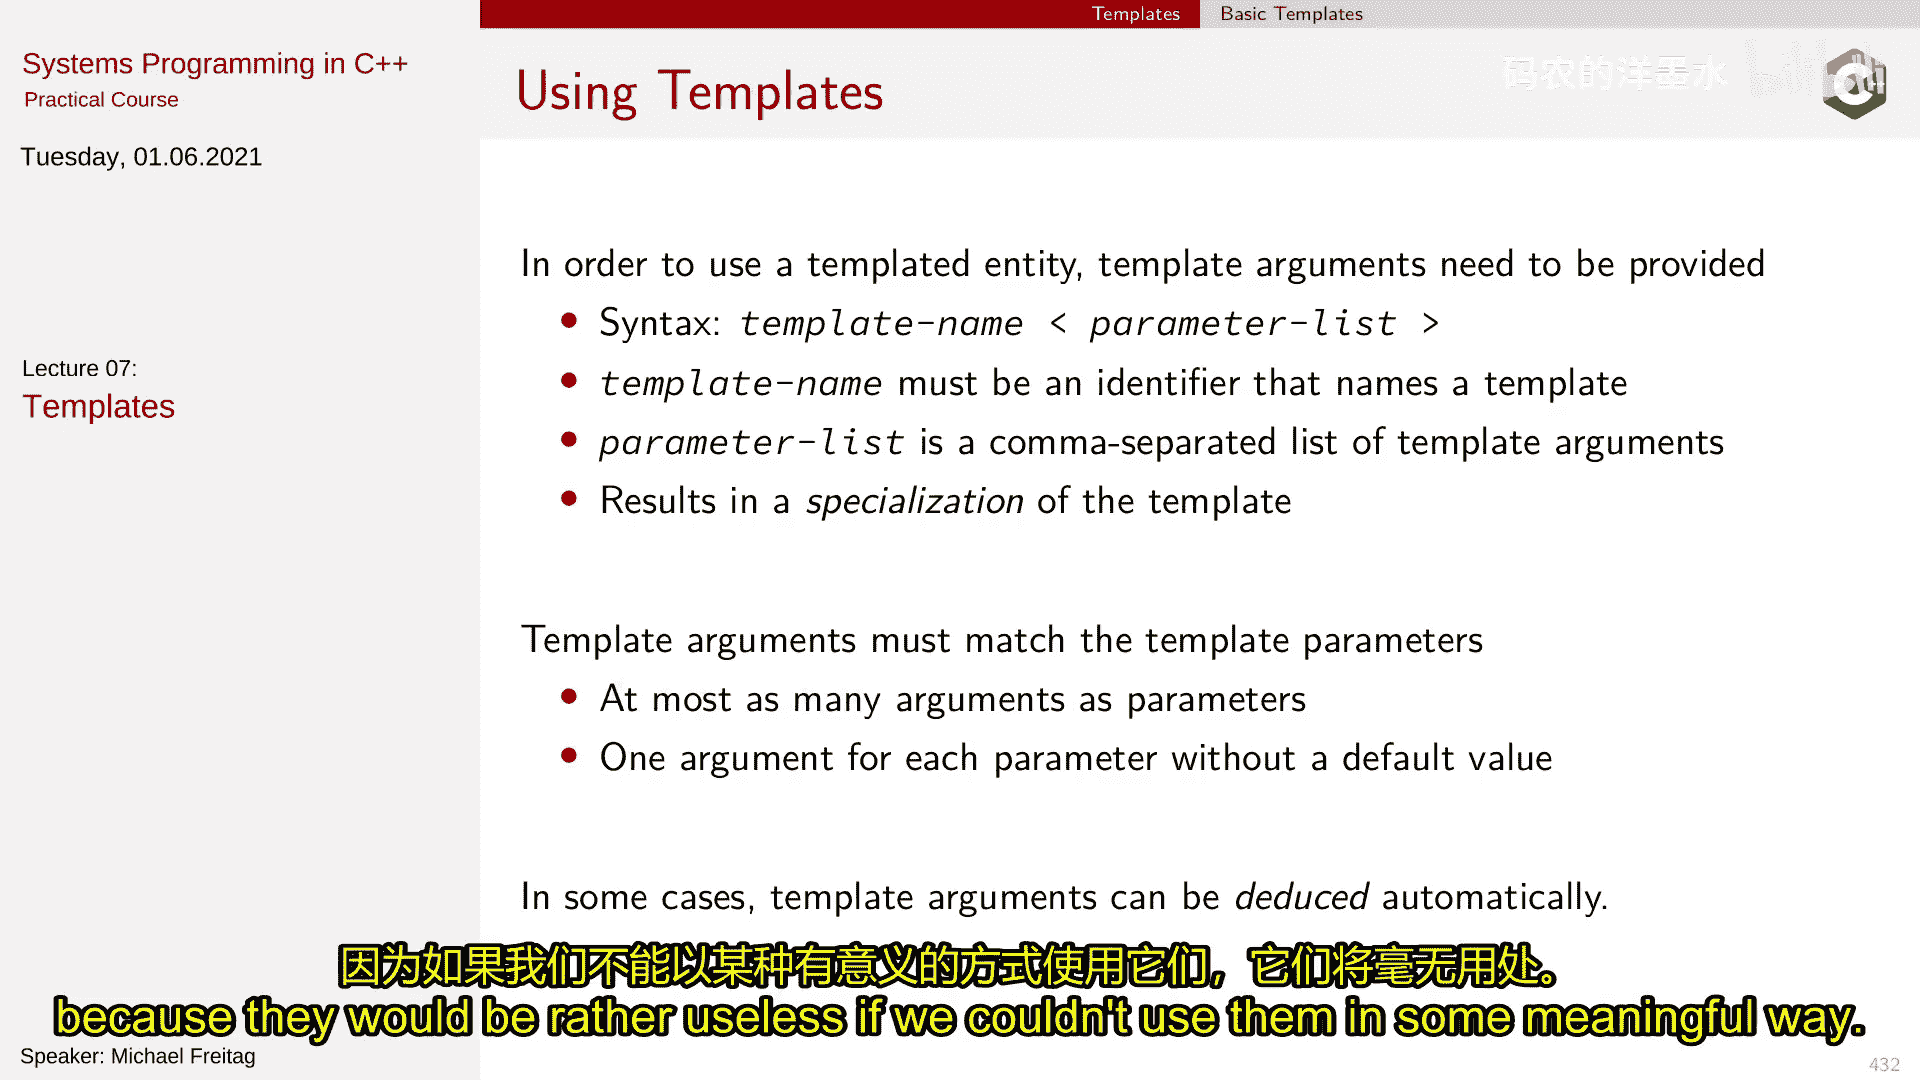 Templates Basic Templates
Systems Programming in C++
Practical Course
Tuesday, 01.06.2021
Lecture 07:
Templates
Using Templates
码农的洋墨水
In order to use a templated entity, template arguments need to be provided
• Syntax: template-name < parameter-list >
• template-name must be an identifier that names a template
• parameter-list is a comma-separated list of template arguments
• Results in a specialization of the template
Template arguments must match the template parameters
• At most as many arguments as parameters
• One argument for each parameter without a default value
In some cases, template arguments can be deduced automatically.
因为如果我们不能以某种有意义的方式使用它们，它们将毫无用处。
because they would be rather useless if we couldn't use them in some meaningful way.
Speaker: Michael Freitag
432